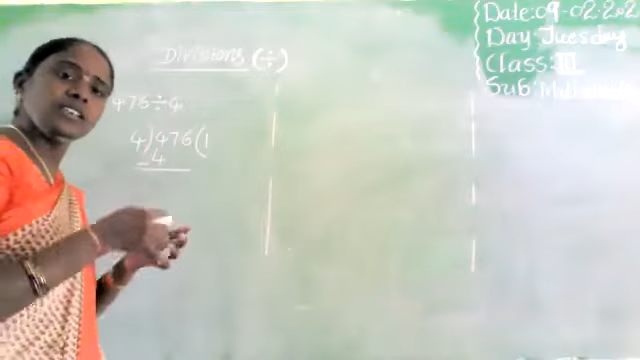 Divisions (÷)
476÷4
4)476(1
-4
Date:09-02-202
Day:Tuesday
Class:III
Sub: